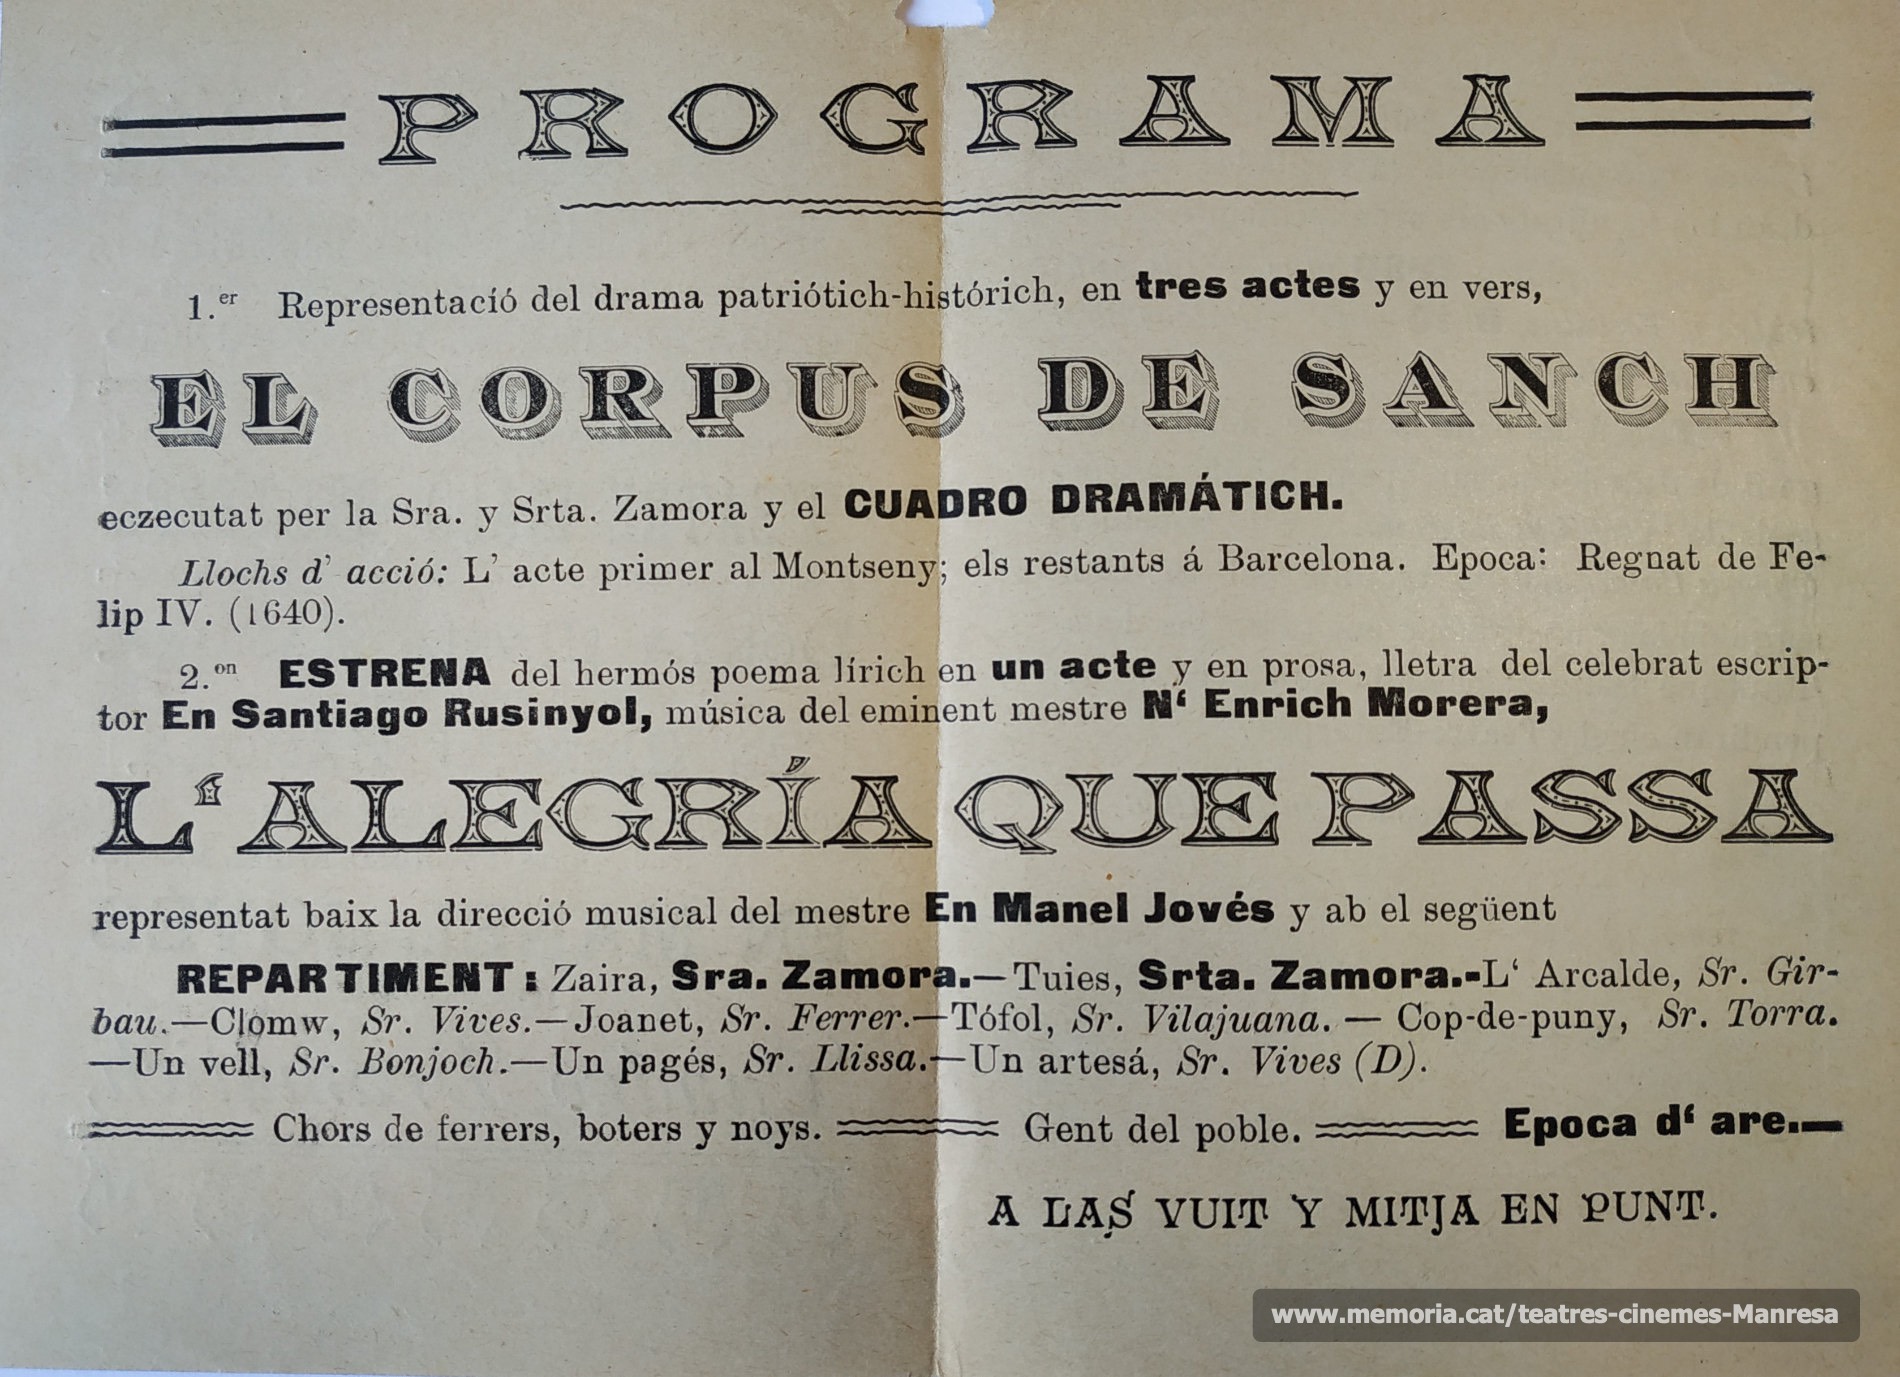 PROGRAMA
1.er Representació del drama patriótich-histórich, en tres actes y en vers,
EL CORPUS DE SANCH
eczecutat per la Sra. y Srta. Zamora y el CUADRO DRAMÁTICH.
Llochs d' acció: L' acte primer al Montseny; els restants á Barcelona. Epoca: Regnat de Fe-
lip IV. (1640).
2.on ESTRENA del hermós poema lírich en un acte y en prosa, lletra del celebrat escrip-
tor En Santiago Rusinyol, música del eminent mestre N‘ Enrich Morera,
L‘ALEGRÍA QUE PASSA
representat baix la direcció musical del mestre En Manel Jovés y ab el següent
REPARTIMENT: Zaira, Sra. Zamora.—Tuies, Srta. Zamora.-L‘ Arcalde, Sr. Gir-
bau.—Clomw, Sr. Vives.—Joanet, Sr. Ferrer.—Tófol, Sr. Vilajuana. — Cop-de-puny, Sr. Torra.
—Un vell, Sr. Bonjoch.—Un pagés, Sr. Llissa.—Un artesá, Sr. Vives (D).
Chors de ferrers, boters y noys. Gent del poble. Epoca d‘ are.—
A LAS VUIT Y MITJA EN PUNT.
www.memoria.cat/teatres-cinemes-Manresa